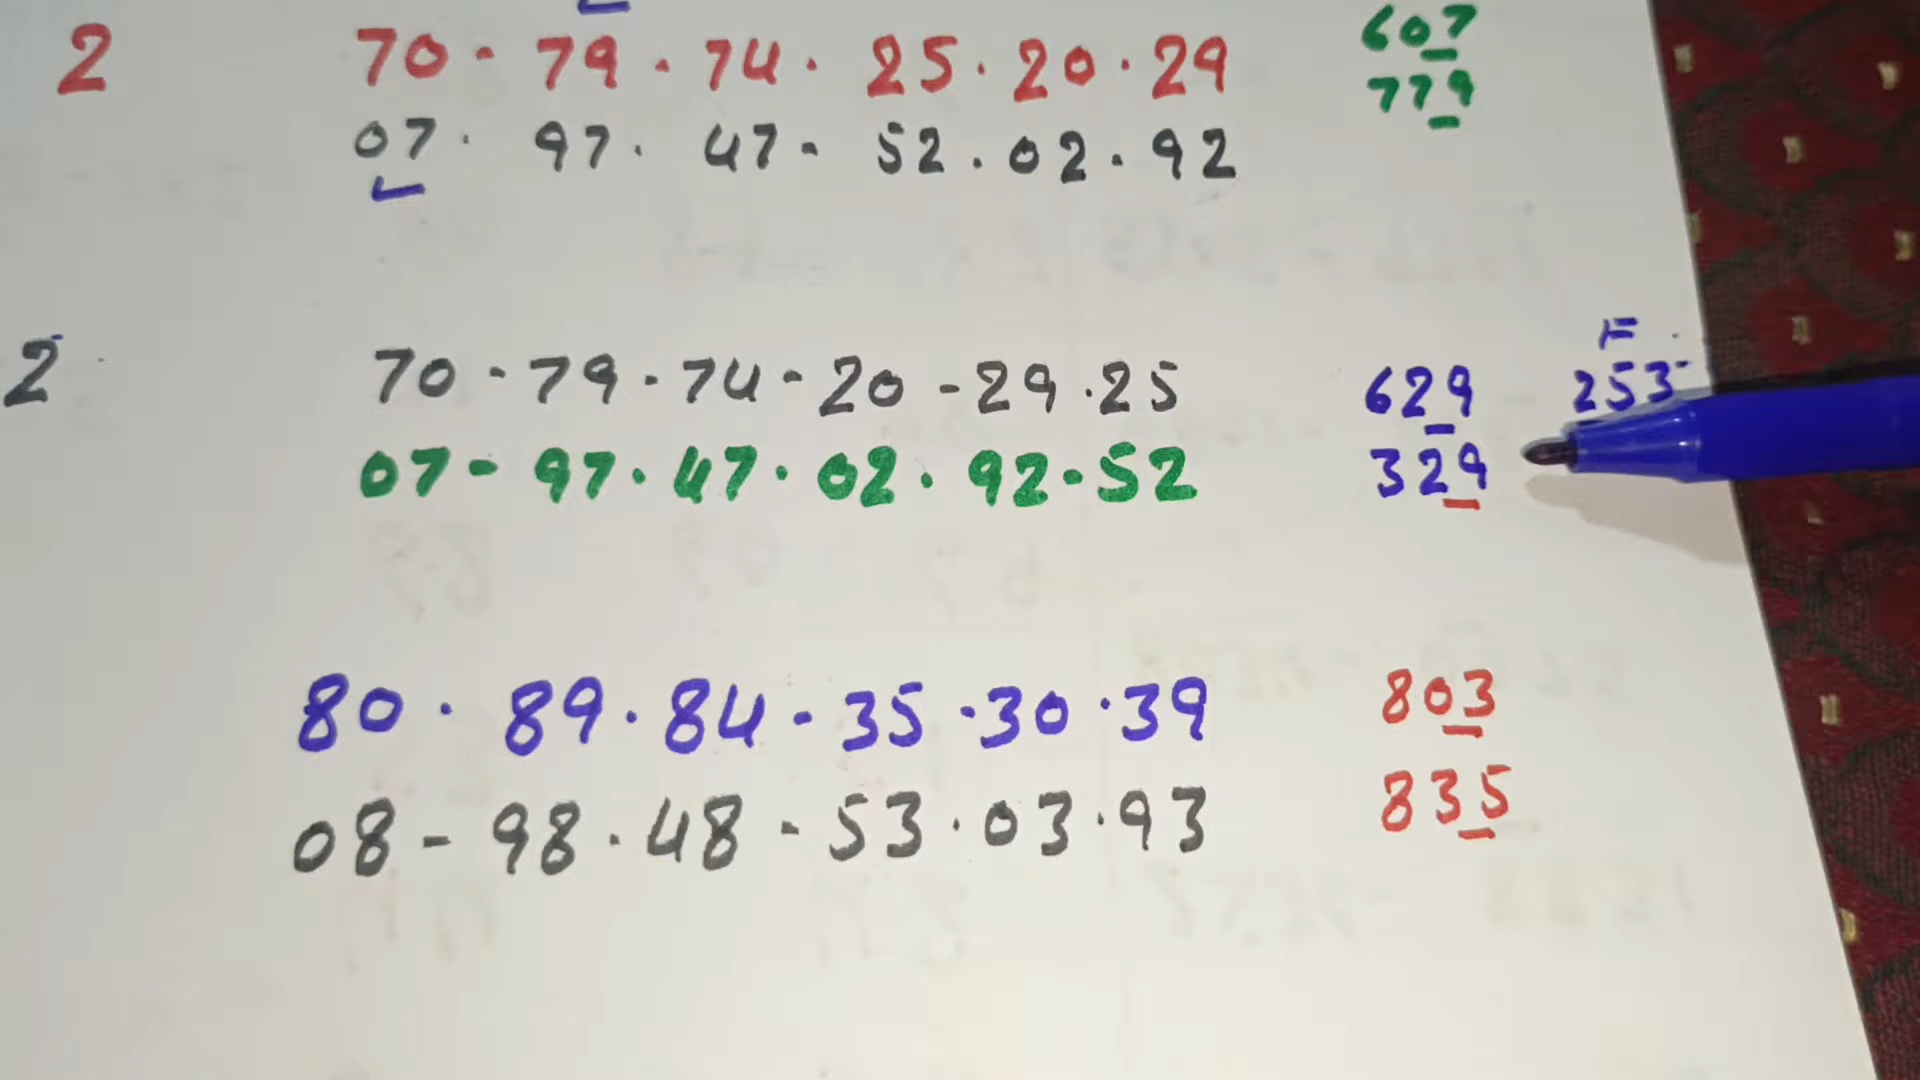 2 70 - 79 . 74 . 25 . 20 . 29 607
779
07 . 97 . 47 - 52 . 02 . 92
F
2 70 - 79 . 74 - 20 - 29 . 25 629 253
07 - 97 . 47 . 02 . 92 - 52 329
80 . 89 . 84 - 35 - 30 . 39 803
08 - 98 . 48 - 53 . 03 . 93 835